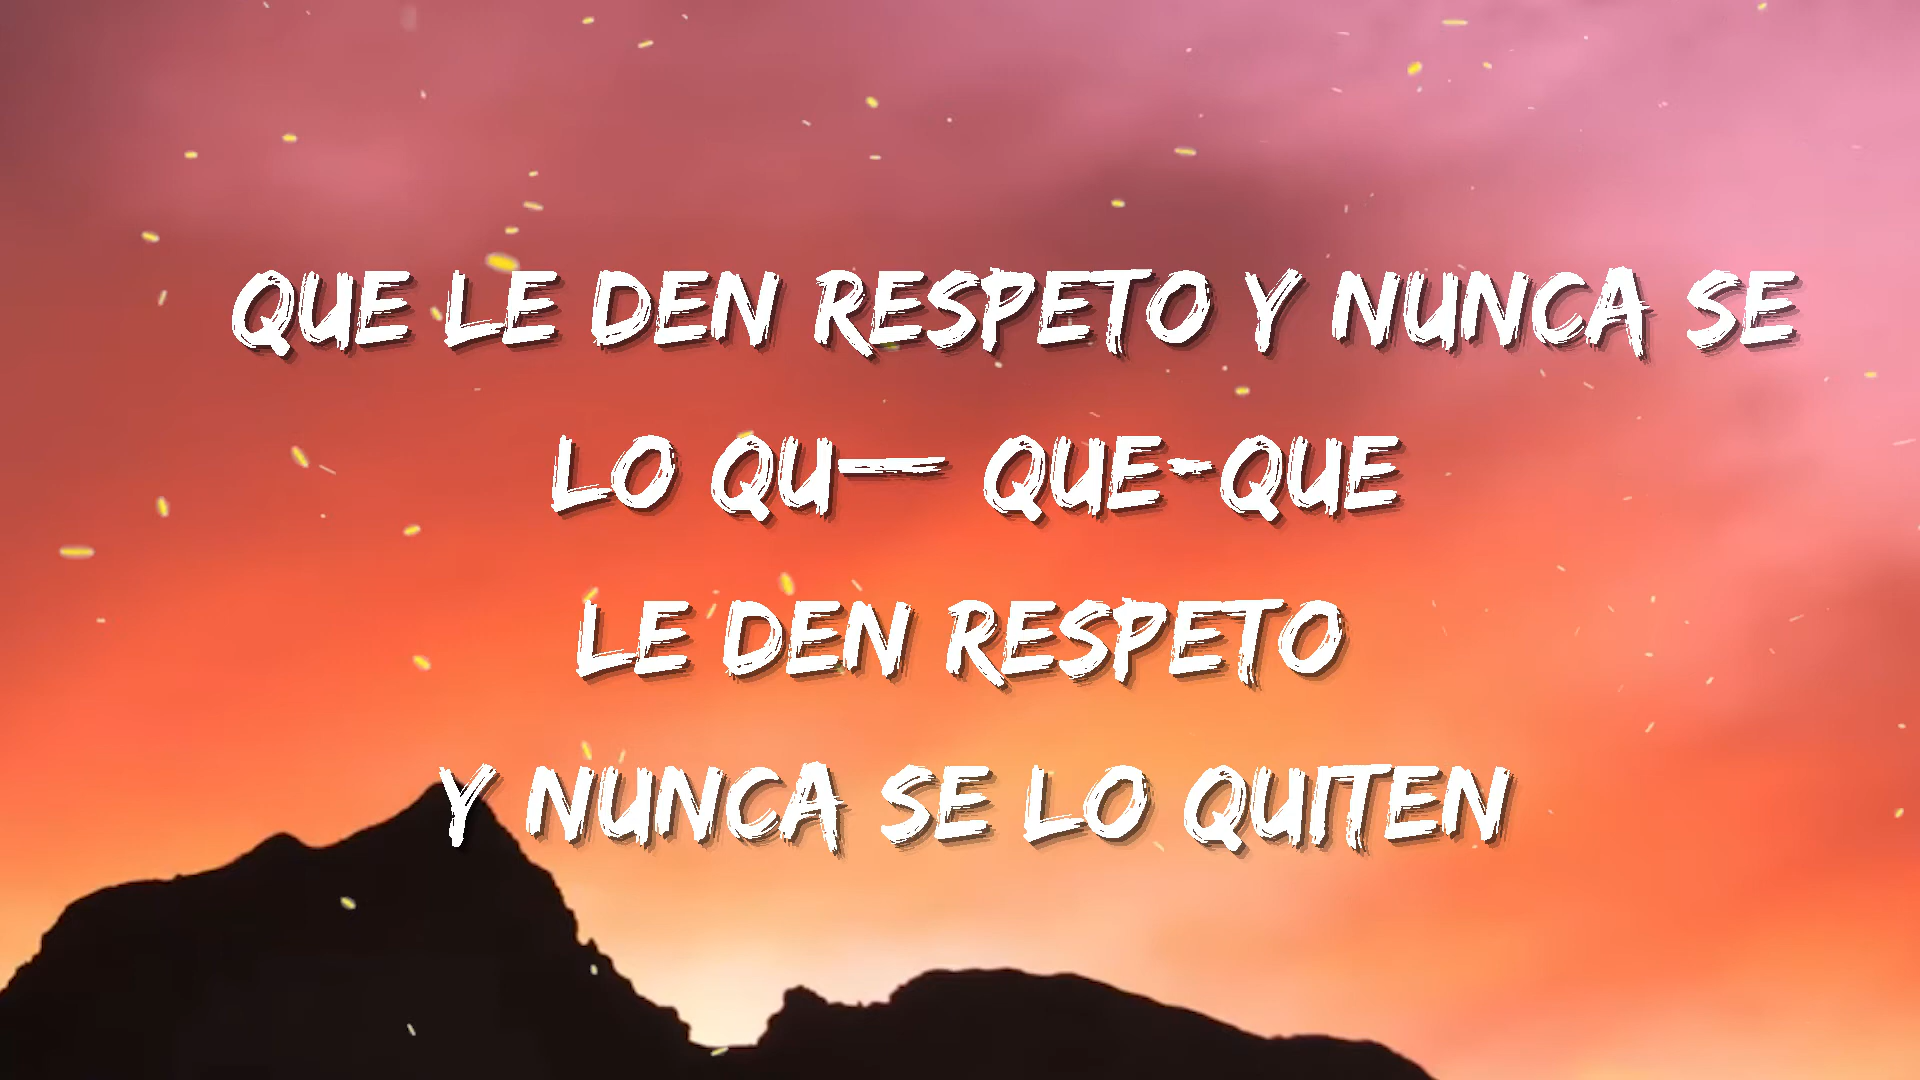 QUE LE DEN RESPETO Y NUNCA SE
LO QU— QUE-QUE
LE DEN RESPETO
Y NUNCA SE LO QUITEN